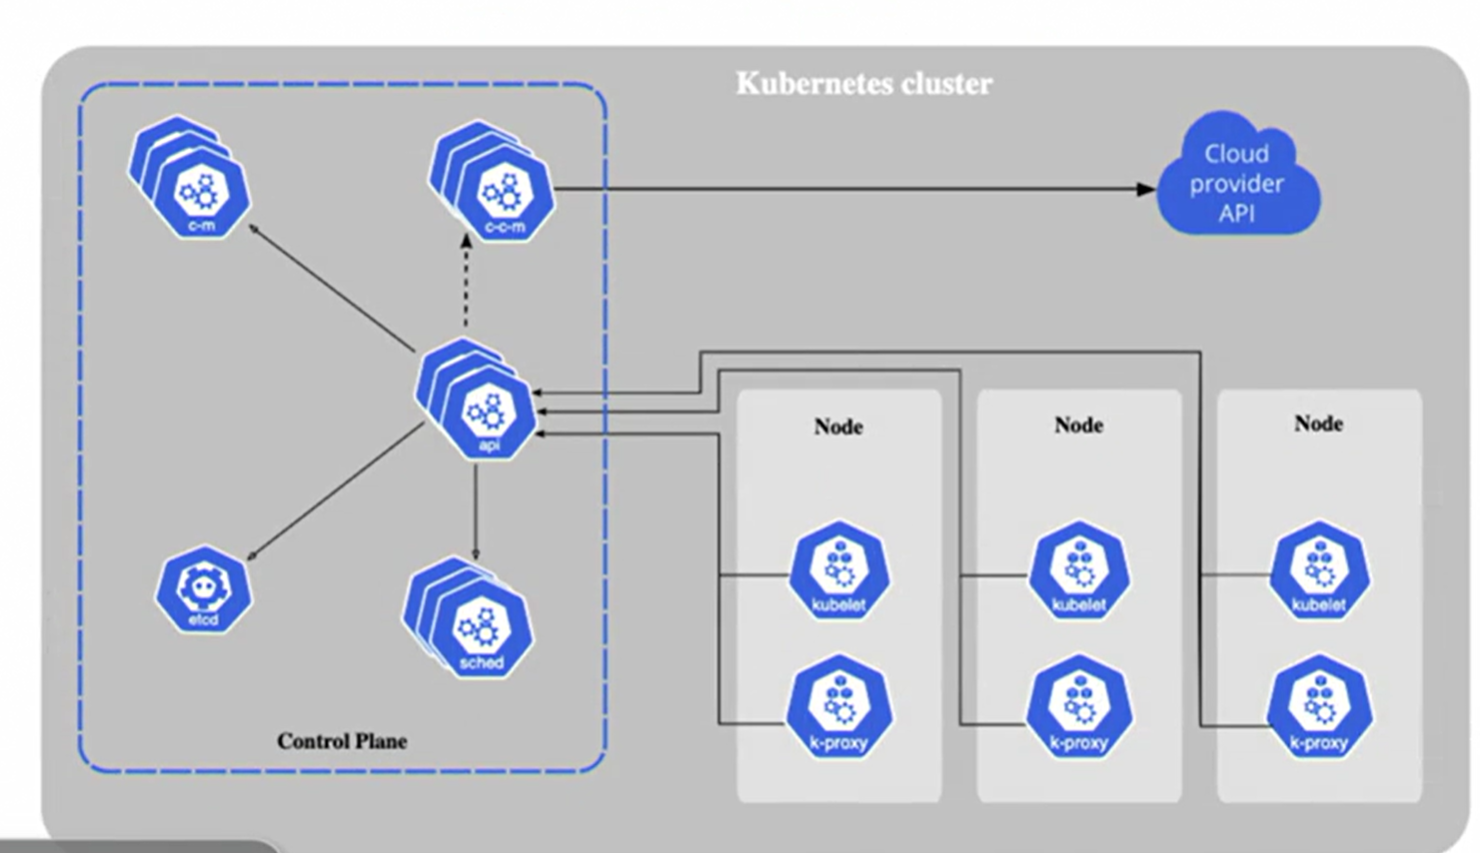 Kubernetes cluster
c-m
c-c-m
Cloud
provider
API
api
Node
Node
Node
etcd
sched
kubelet
kubelet
kubelet
k-proxy
k-proxy
k-proxy
Control Plane